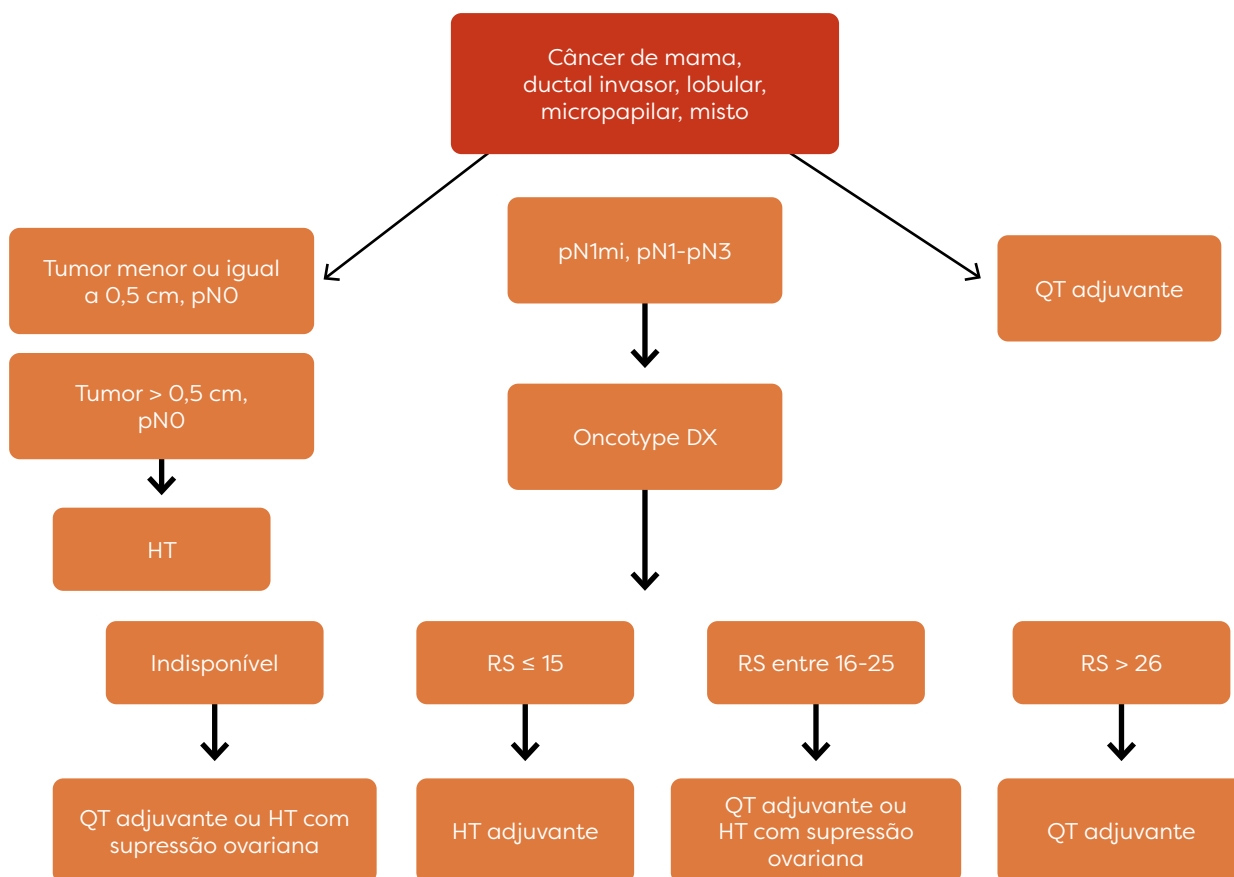 Câncer de mama,
ductal invasor, lobular,
micropapilar, misto
Tumor menor ou igual
a 0,5 cm, pN0
pN1mi, pN1-pN3
QT adjuvante
Tumor > 0,5 cm,
pN0
Oncotype DX
HT
Indisponível
RS ≤ 15
RS entre 16-25
RS > 26
QT adjuvante ou HT com
supressão ovariana
HT adjuvante
QT adjuvante ou
HT com supressão
ovariana
QT adjuvante